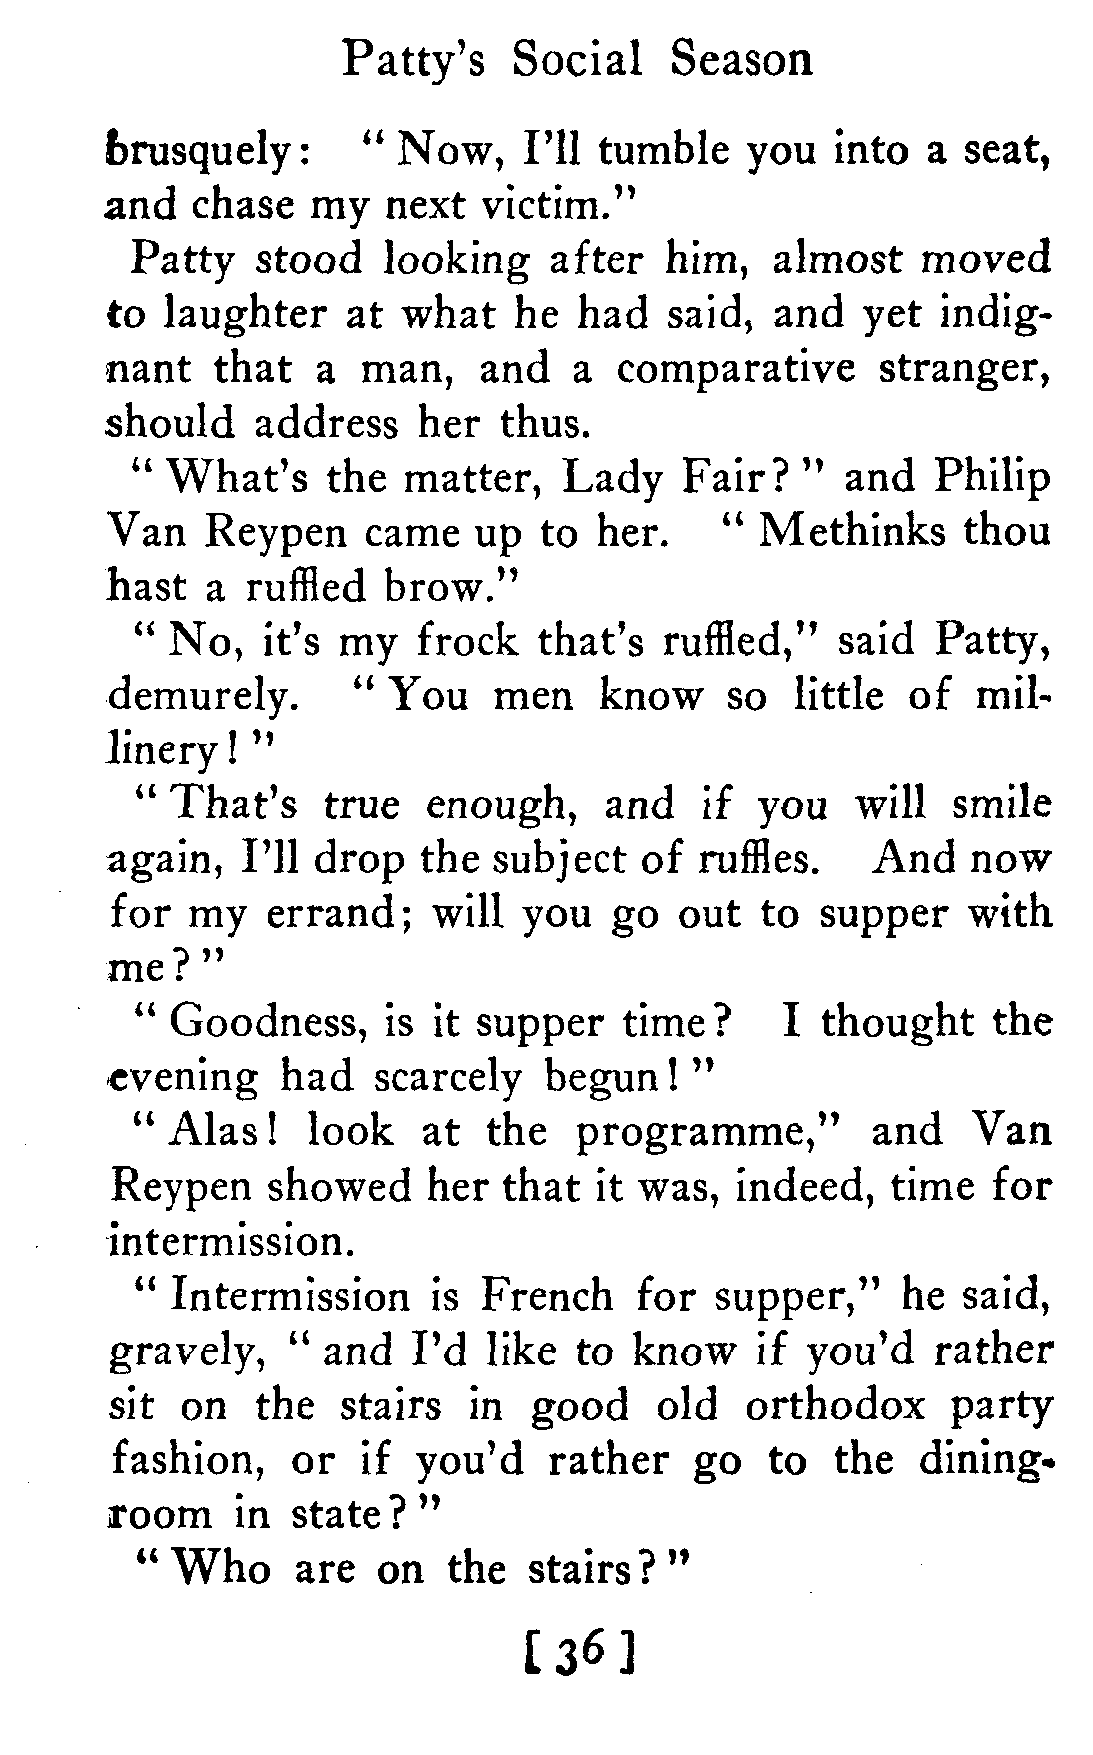 Patty's Social Season
brusquely: "Now, I'll tumble you into a seat,
and chase my next victim."
Patty stood looking after him, almost moved
to laughter at what he had said, and yet indig-
nant that a man, and a comparative stranger,
should address her thus.
"What's the matter, Lady Fair?" and Philip
Van Reypen came up to her. "Methinks thou
hast a ruffled brow."
"No, it's my frock that's ruffled," said Patty,
demurely. "You men know so little of mil-
linery!"
"That's true enough, and if you will smile
again, I'll drop the subject of ruffles. And now
for my errand; will you go out to supper with
me?"
"Goodness, is it supper time? I thought the
evening had scarcely begun!"
"Alas! look at the programme," and Van
Reypen showed her that it was, indeed, time for
intermission.
"Intermission is French for supper," he said,
gravely, "and I'd like to know if you'd rather
sit on the stairs in good old orthodox party
fashion, or if you'd rather go to the dining-
room in state?"
"Who are on the stairs?"
[36]